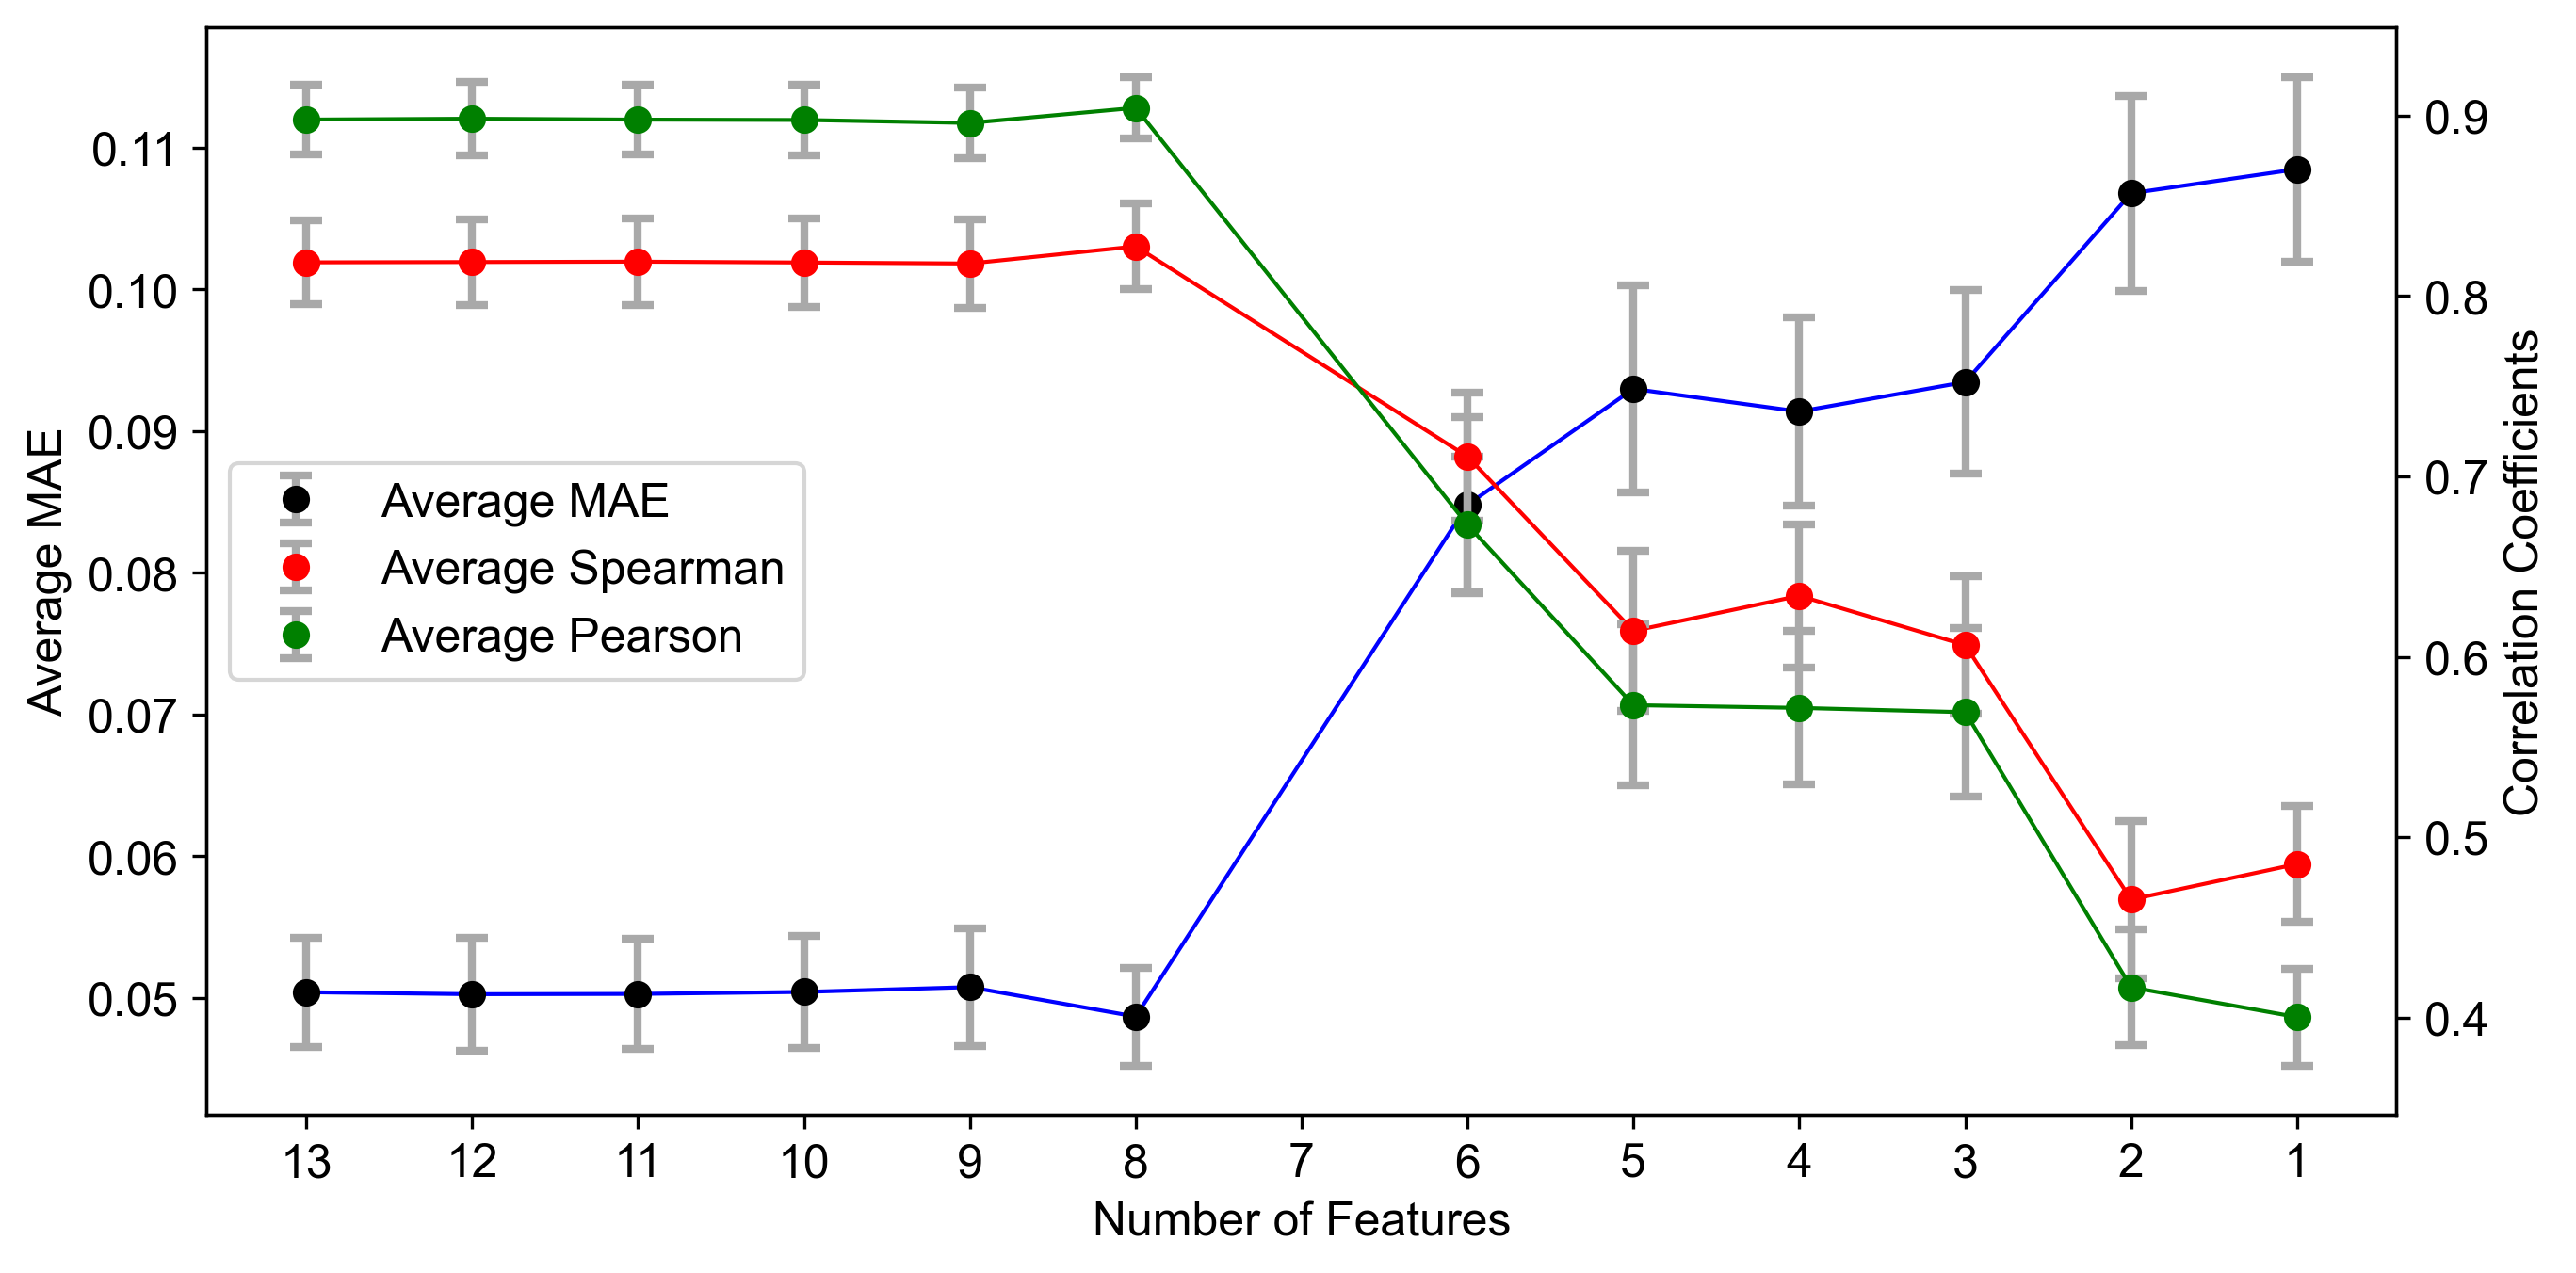 0.11
0.10
0.09
0.08
0.07
0.06
0.05
Average MAE
Average MAE
Average Spearman
Average Pearson
0.9
0.8
0.7
0.6
0.5
0.4
Correlation Coefficients
13 12 11 10 9 8 7 6 5 4 3 2 1
Number of Features